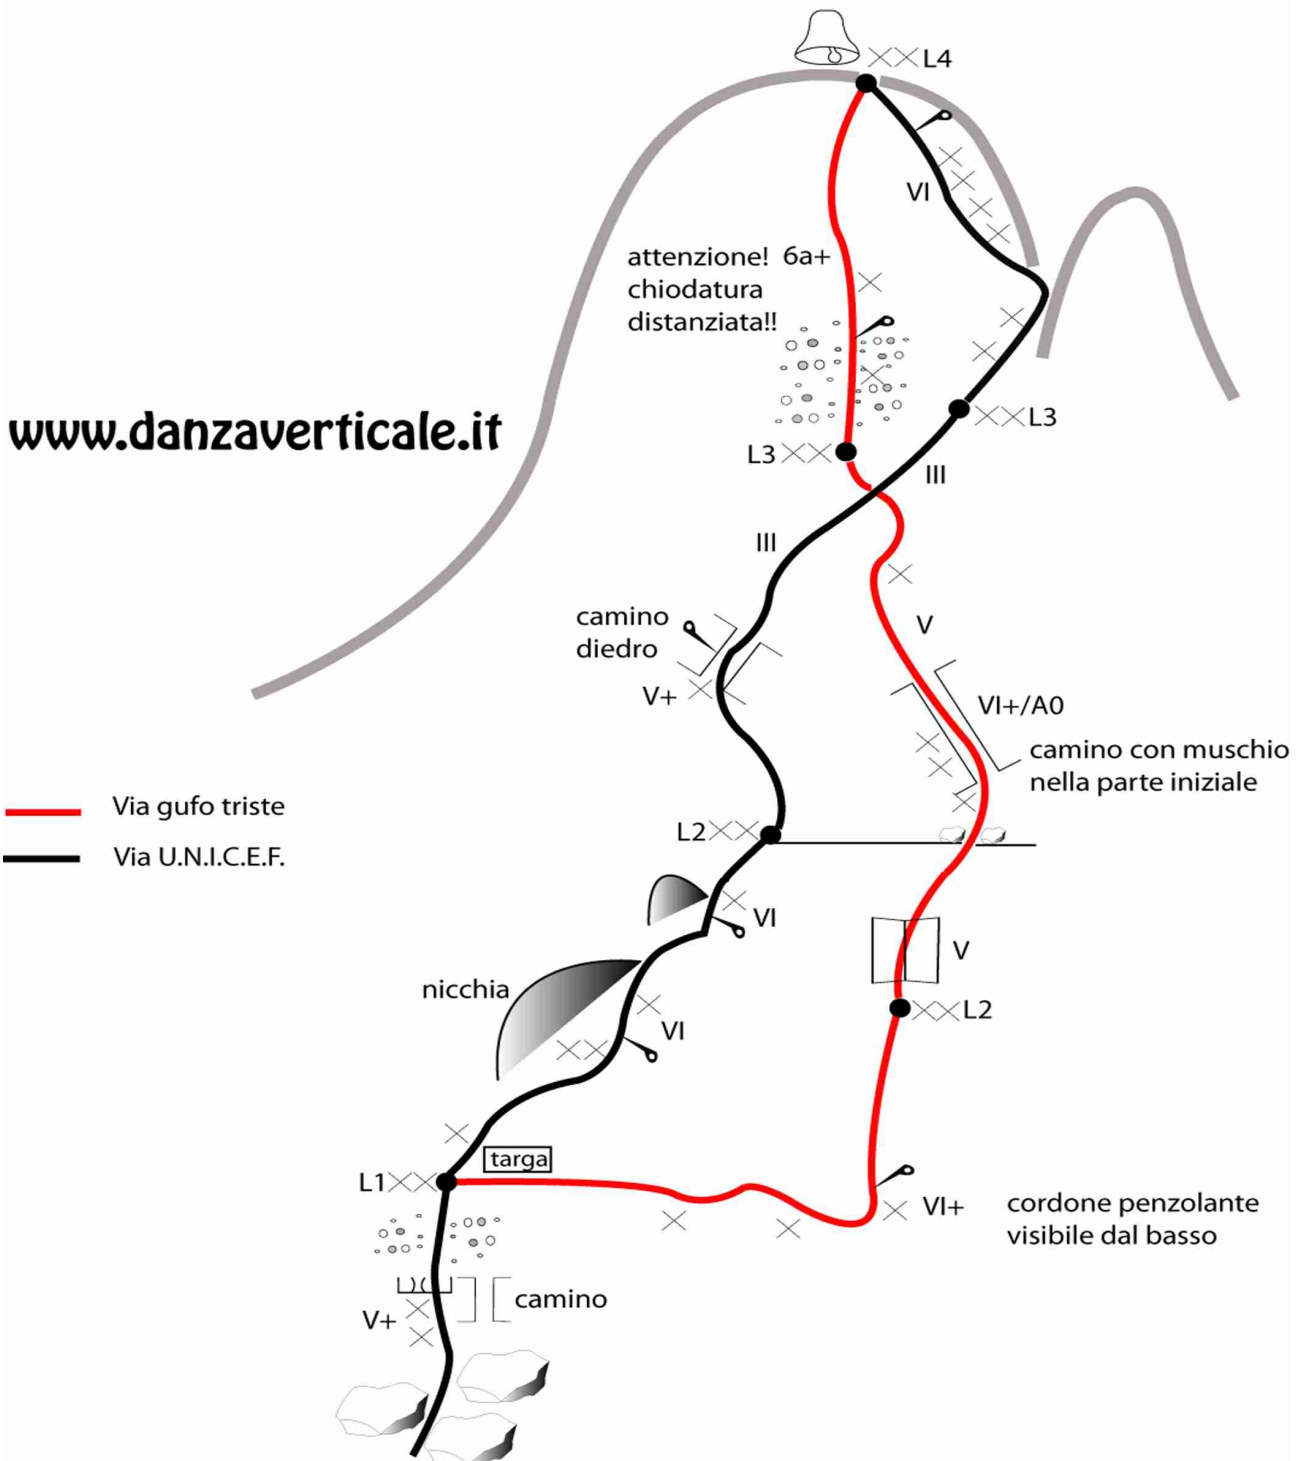 L4
VI
attenzione! 6a+
chiodatura
distanziata!!
www.danzaverticale.it
L3
L3
III
III
camino
diedro
V
V+
VI+/A0
camino con muschio
nella parte iniziale
Via gufo triste
L2
Via U.N.I.C.E.F.
VI
V
nicchia
L2
VI
targa
L1
VI+
cordone penzolante
visibile dal basso
camino
V+